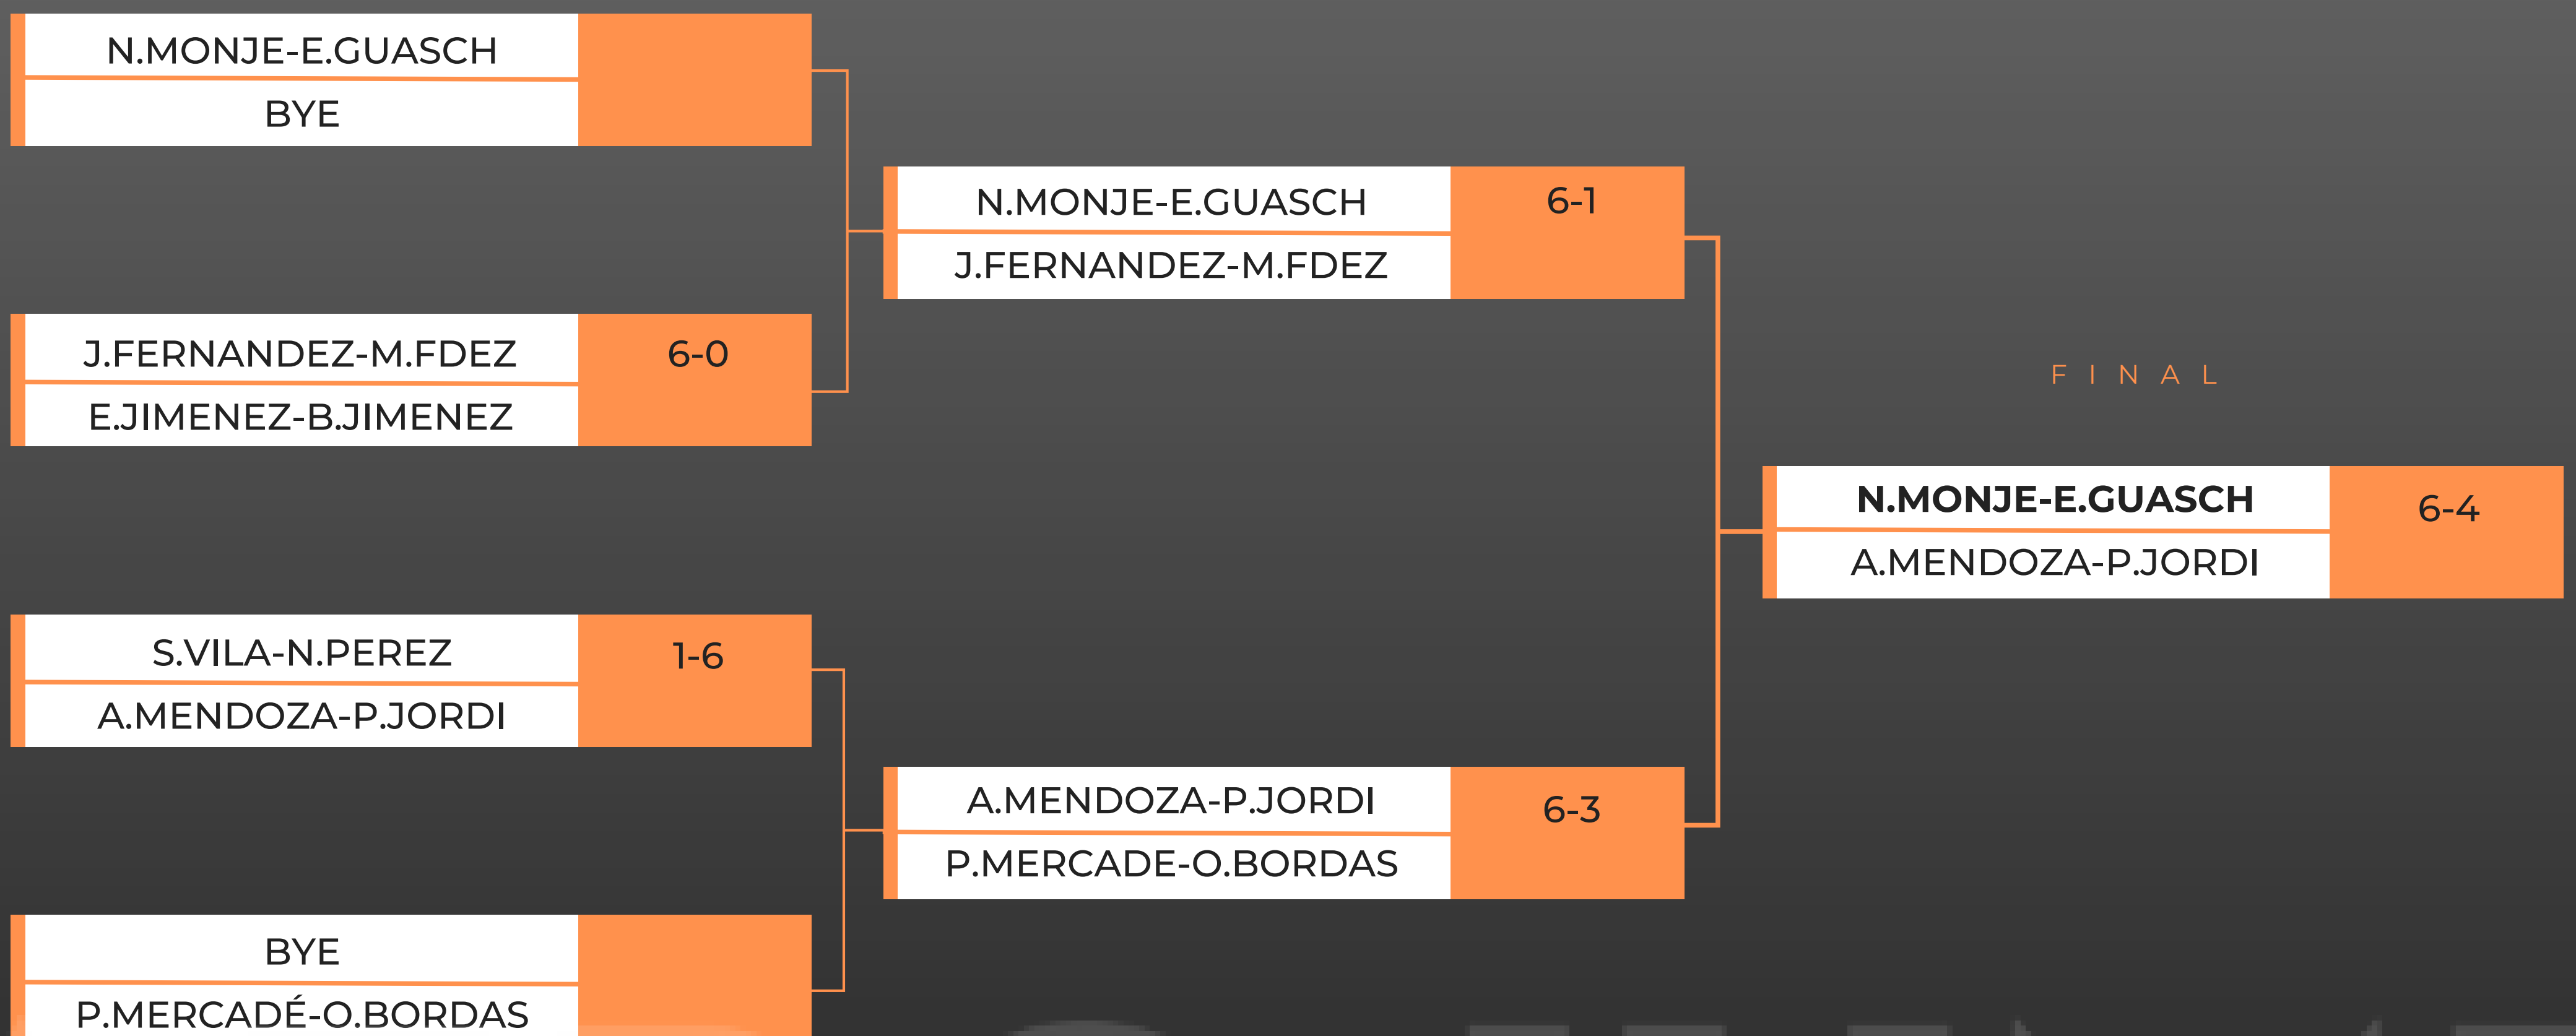 N.MONJE-E.GUASCH
BYE
J.FERNANDEZ-M.FDEZ
6-0
E.JIMENEZ-B.JIMENEZ
S.VILA-N.PEREZ
1-6
A.MENDOZA-P.JORDI
BYE
P.MERCADÉ-O.BORDAS
N.MONJE-E.GUASCH
6-1
J.FERNANDEZ-M.FDEZ
A.MENDOZA-P.JORDI
6-3
P.MERCADE-O.BORDAS
FINAL
N.MONJE-E.GUASCH
6-4
A.MENDOZA-P.JORDI